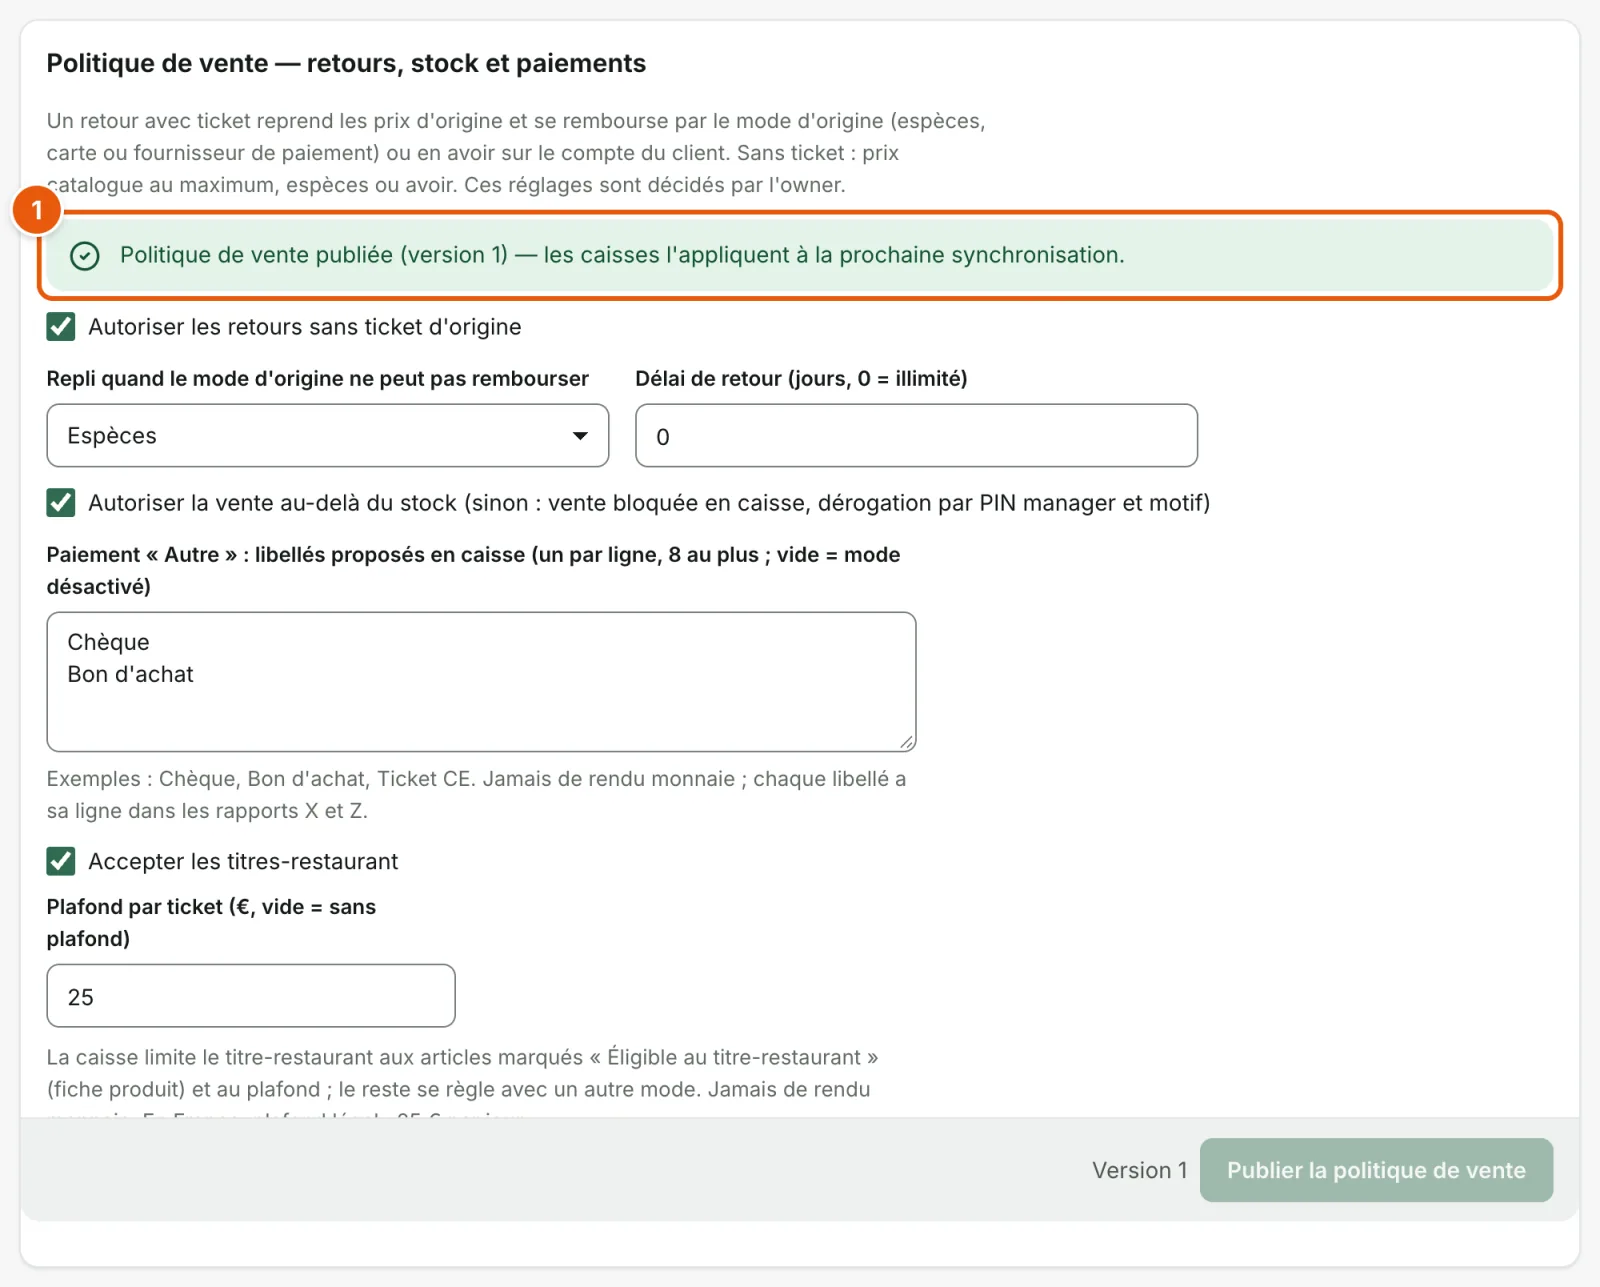 Politique de vente — retours, stock et paiements
Un retour avec ticket reprend les prix d'origine et se rembourse par le mode d'origine (espèces,
carte ou fournisseur de paiement) ou en avoir sur le compte du client. Sans ticket : prix
catalogue au maximum, espèces ou avoir. Ces réglages sont décidés par l'owner.
1
Politique de vente publiée (version 1) — les caisses l'appliquent à la prochaine synchronisation.
Autoriser les retours sans ticket d'origine
Repli quand le mode d'origine ne peut pas rembourser
Délai de retour (jours, 0 = illimité)
Espèces
0
Autoriser la vente au-delà du stock (sinon : vente bloquée en caisse, dérogation par PIN manager et motif)
Paiement « Autre » : libellés proposés en caisse (un par ligne, 8 au plus ; vide = mode
désactivé)
Chèque
Bon d'achat
Exemples : Chèque, Bon d'achat, Ticket CE. Jamais de rendu monnaie ; chaque libellé a
sa ligne dans les rapports X et Z.
Accepter les titres-restaurant
Plafond par ticket (€, vide = sans
plafond)
25
La caisse limite le titre-restaurant aux articles marqués « Éligible au titre-restaurant »
(fiche produit) et au plafond ; le reste se règle avec un autre mode. Jamais de rendu
Version 1
Publier la politique de vente